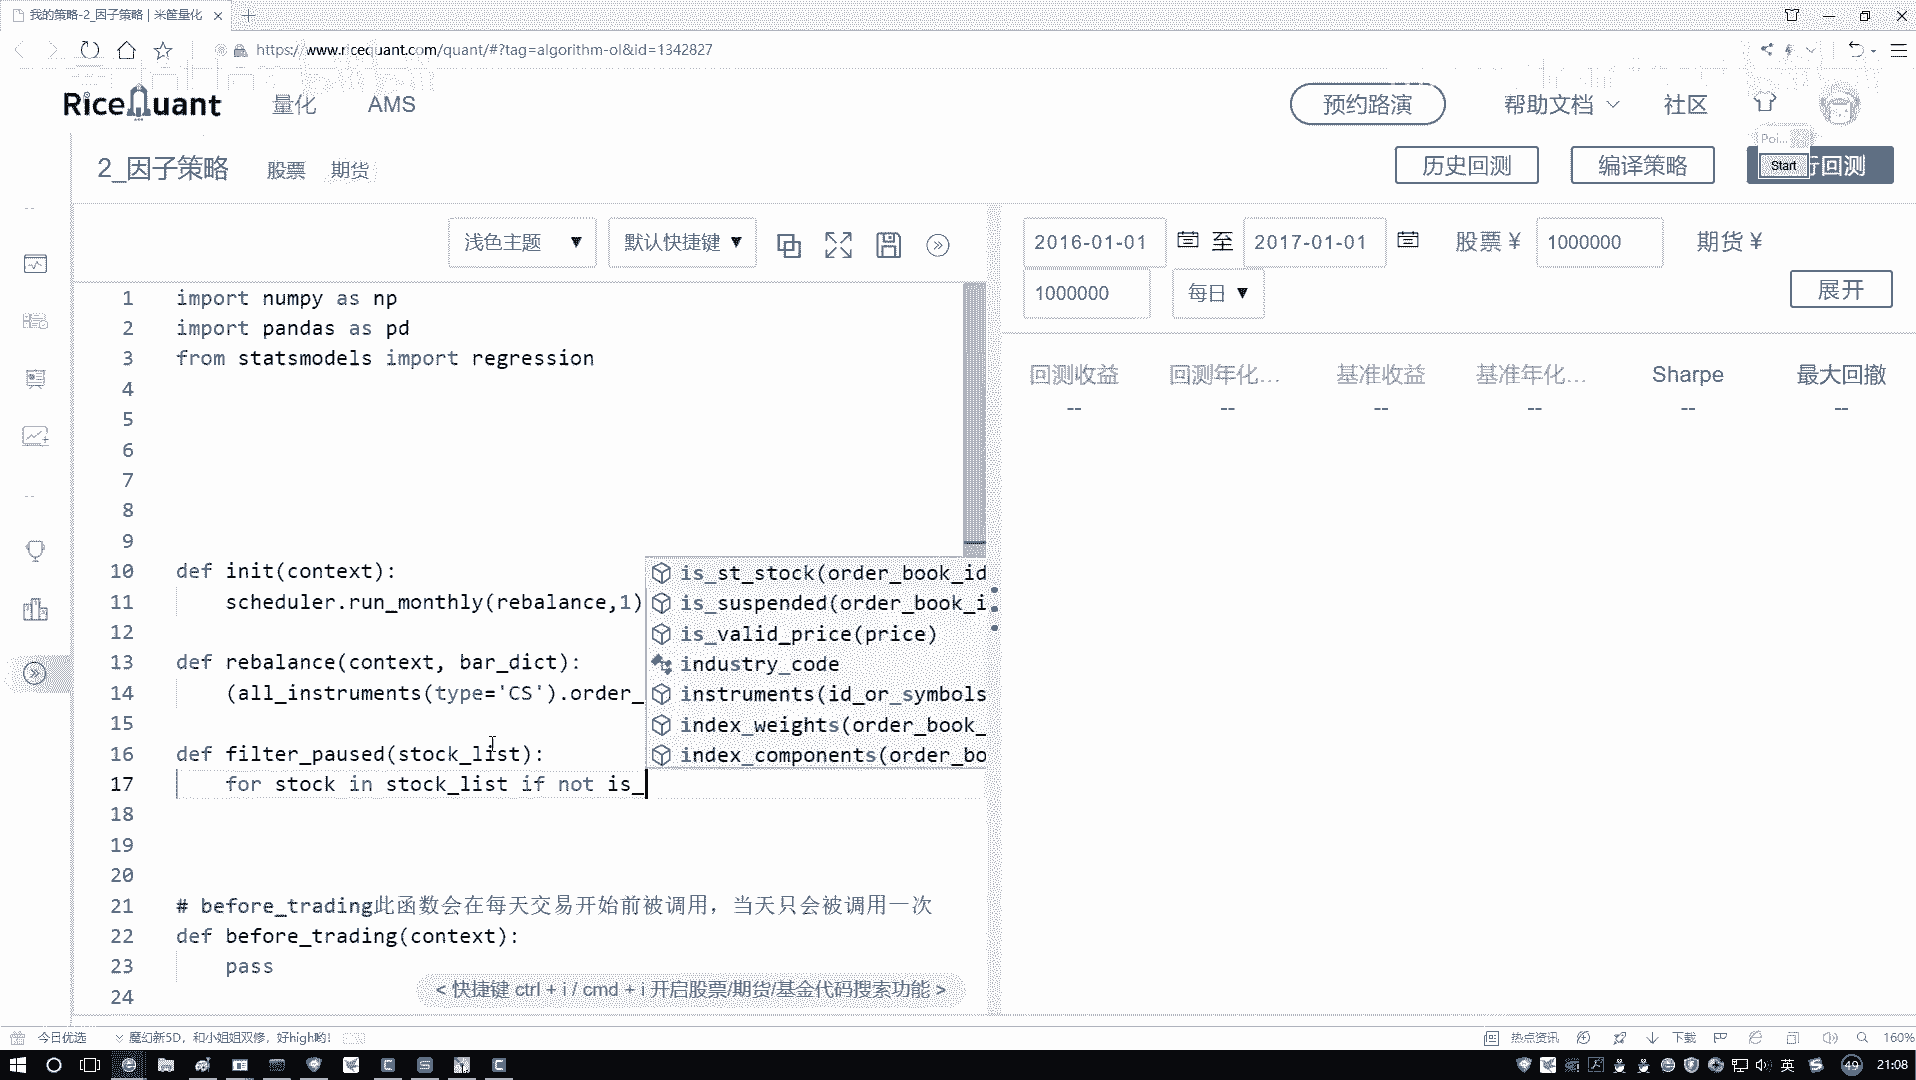 我的策略-2_因子策略 | 米筐量化
https://www.ricequant.com/quant/#?tag=algorithm-ol&id=1342827
RiceQuant 量化 AMS 预约路演 帮助文档 社区
Poi...
2_因子策略 股票 期货 历史回测 编译策略 Start 行回测
浅色主题 默认快捷键 2016-01-01 至 2017-01-01 股票 ¥ 1000000 期货 ¥
1000000 每日 展开
回测收益 回测年化... 基准收益 基准年化... Sharpe 最大回撤
-- -- -- -- -- --
1 import numpy as np
2 import pandas as pd
3 from statsmodels import regression
4
5
6
7
8
9
10 def init(context):
11 scheduler.run_monthly(rebalance,1)
12
13 def rebalance(context, bar_dict):
14 (all_instruments(type='CS').order_
15
16 def filter_paused(stock_list):
17 for stock in stock_list if not is_
18
19
20
21 # before_trading此函数会在每天交易开始前被调用，当天只会被调用一次
22 def before_trading(context):
23 pass
24
is_st_stock(order_book_id
is_suspended(order_book_i
is_valid_price(price)
industry_code
instruments(id_or_symbols
index_weights(order_book_
index_components(order_bo
< 快捷键 ctrl + i / cmd + i 开启股票/期货/基金代码搜索功能 >
今日优选 魔幻新5D，和小姐姐双修，好high哟! 热点资讯 下载 160%
英 49 21:08